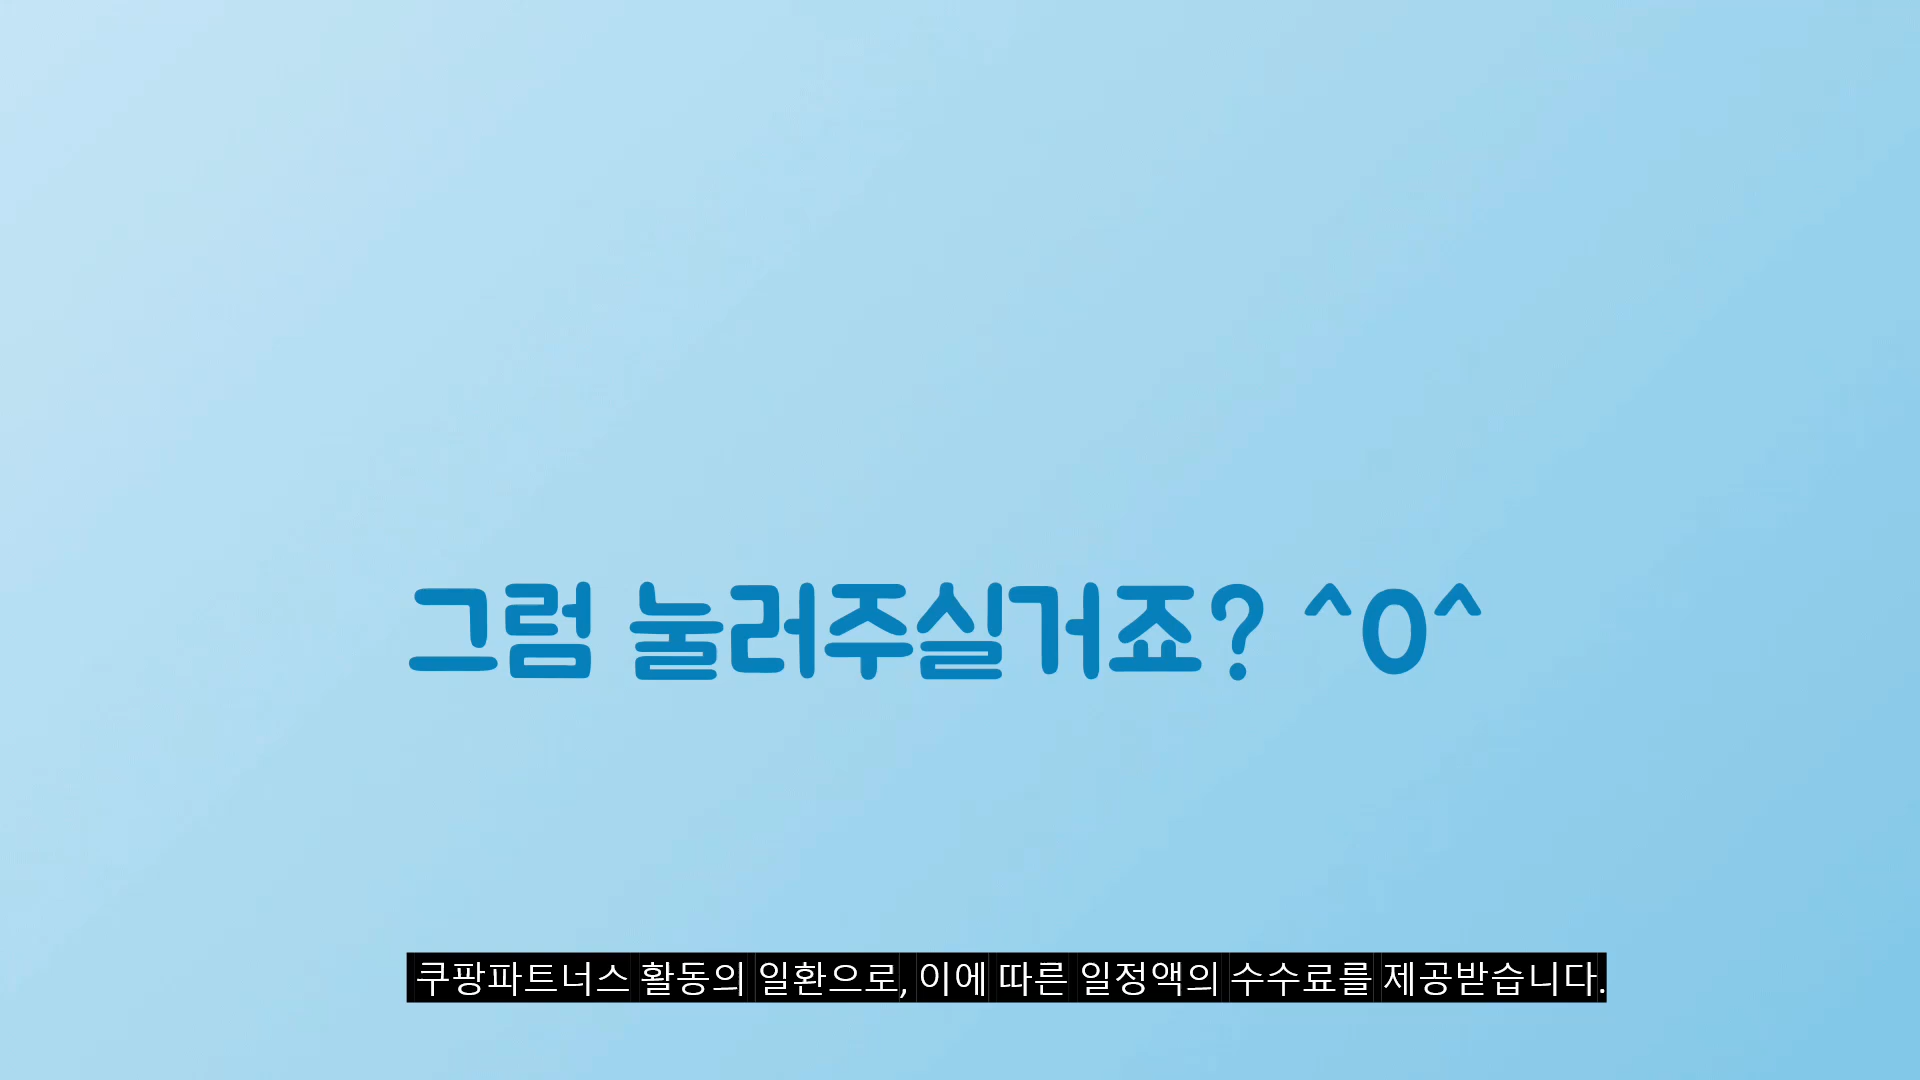 그럼 눌러주실거죠? ^0^
쿠팡파트너스 활동의 일환으로, 이에 따른 일정액의 수수료를 제공받습니다.